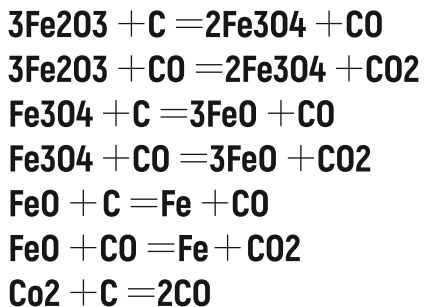 3Fe2O3 +C =2Fe3O4 +CO
3Fe2O3 +CO =2Fe3O4 +CO2
Fe3O4 +C =3FeO +CO
Fe3O4 +CO =3FeO +CO2
FeO +C =Fe +CO
FeO +CO =Fe+CO2
Co2 +C =2CO